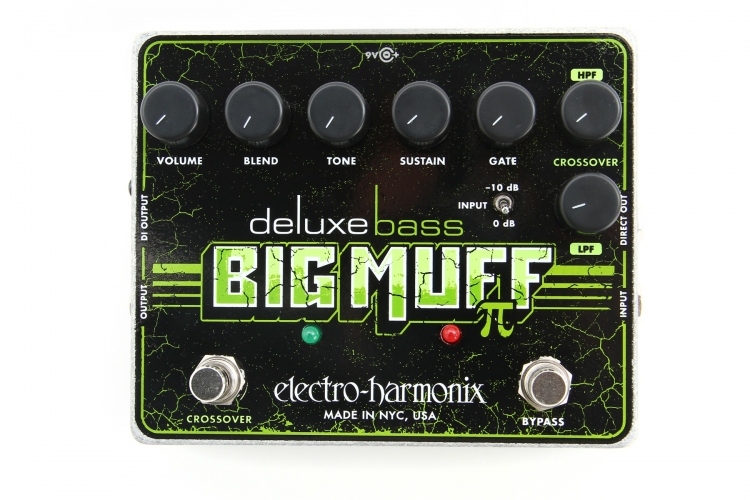 9V
HPF
VOLUME BLEND TONE SUSTAIN GATE CROSSOVER
-10 dB
INPUT
0 dB
DI OUTPUT
DIRECT OUT
deluxe bass
LPF
BIG MUFF
π
OUTPUT
INPUT
electro-harmonix
MADE IN NYC, USA
CROSSOVER
BYPASS